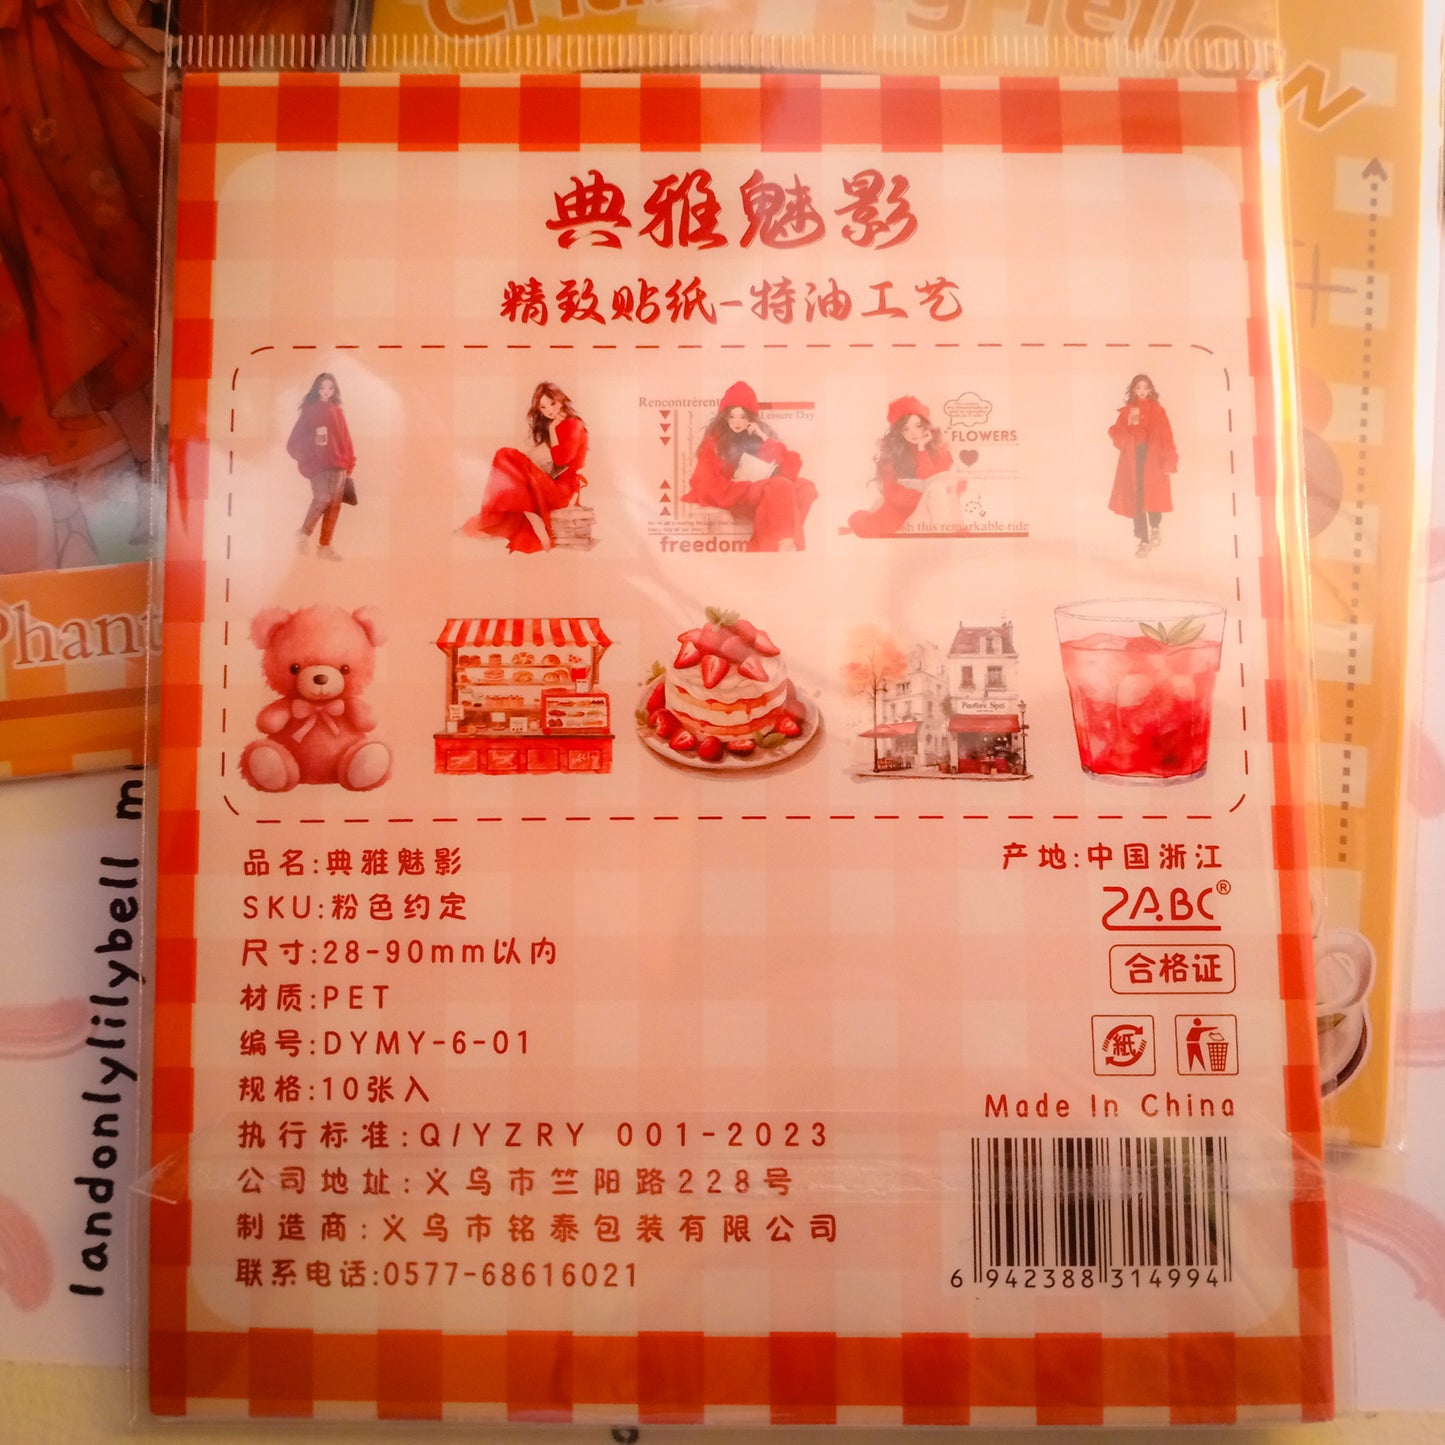 Charming Yellow
典雅魅影
精致贴纸-特油工艺
Rencontrèrent
Leisure Day
freedom
FLOWERS
sh this remarkable ride
Phant
品名:典雅魅影
SKU:粉色约定
尺寸:28-90mm以内
材质:PET
编号:DYMY-6-01
规格:10张入
执行标准:Q/YZRY 001-2023
公司地址:义乌市竺阳路228号
制造商:义乌市铭泰包装有限公司
联系电话:0577-68616021
产地:中国浙江
ZABC®
合格证
紙
Made In China
6 942388 314994
landonlylilybell